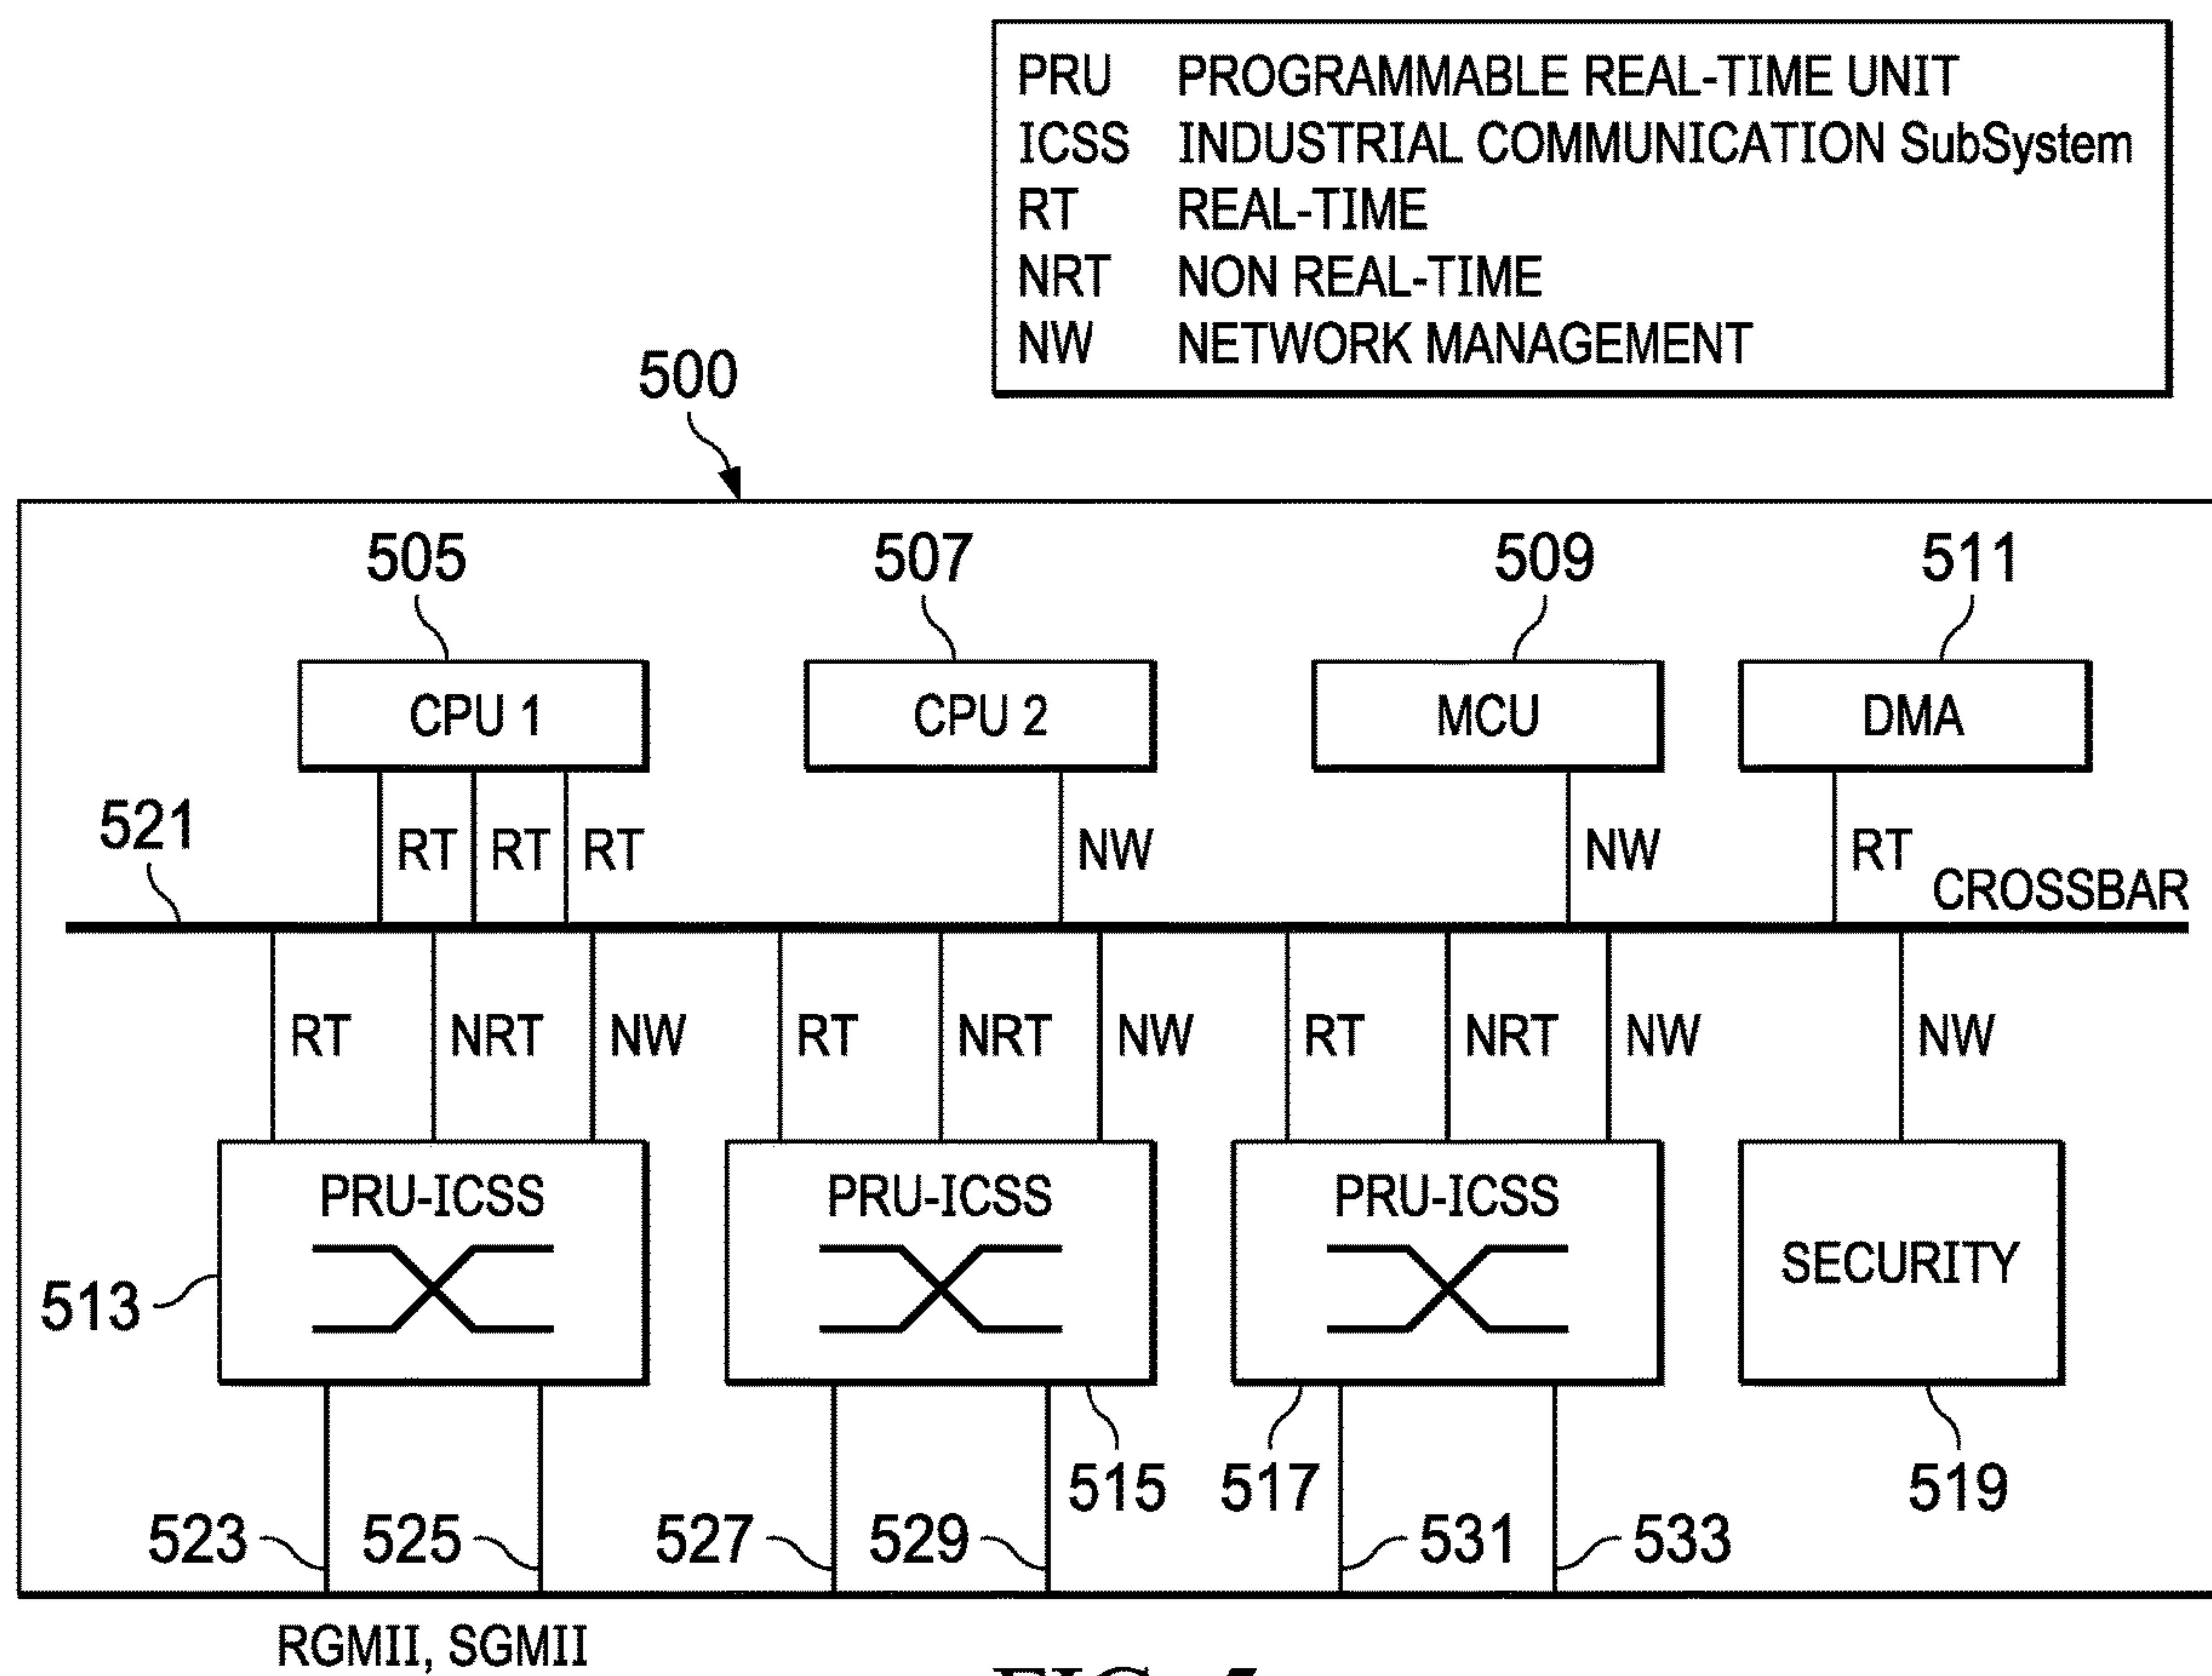 PRU PROGRAMMABLE REAL-TIME UNIT
ICSS INDUSTRIAL COMMUNICATION SubSystem
RT REAL-TIME
NRT NON REAL-TIME
NW NETWORK MANAGEMENT
500
505 507 509 511
CPU 1 CPU 2 MCU DMA
521
RT RT RT NW NW RT
CROSSBAR
RT NRT NW RT NRT NW RT NRT NW NW
PRU-ICSS PRU-ICSS PRU-ICSS
SECURITY
513
515 517 519
523 525 527 529 531 533
RGMII, SGMII